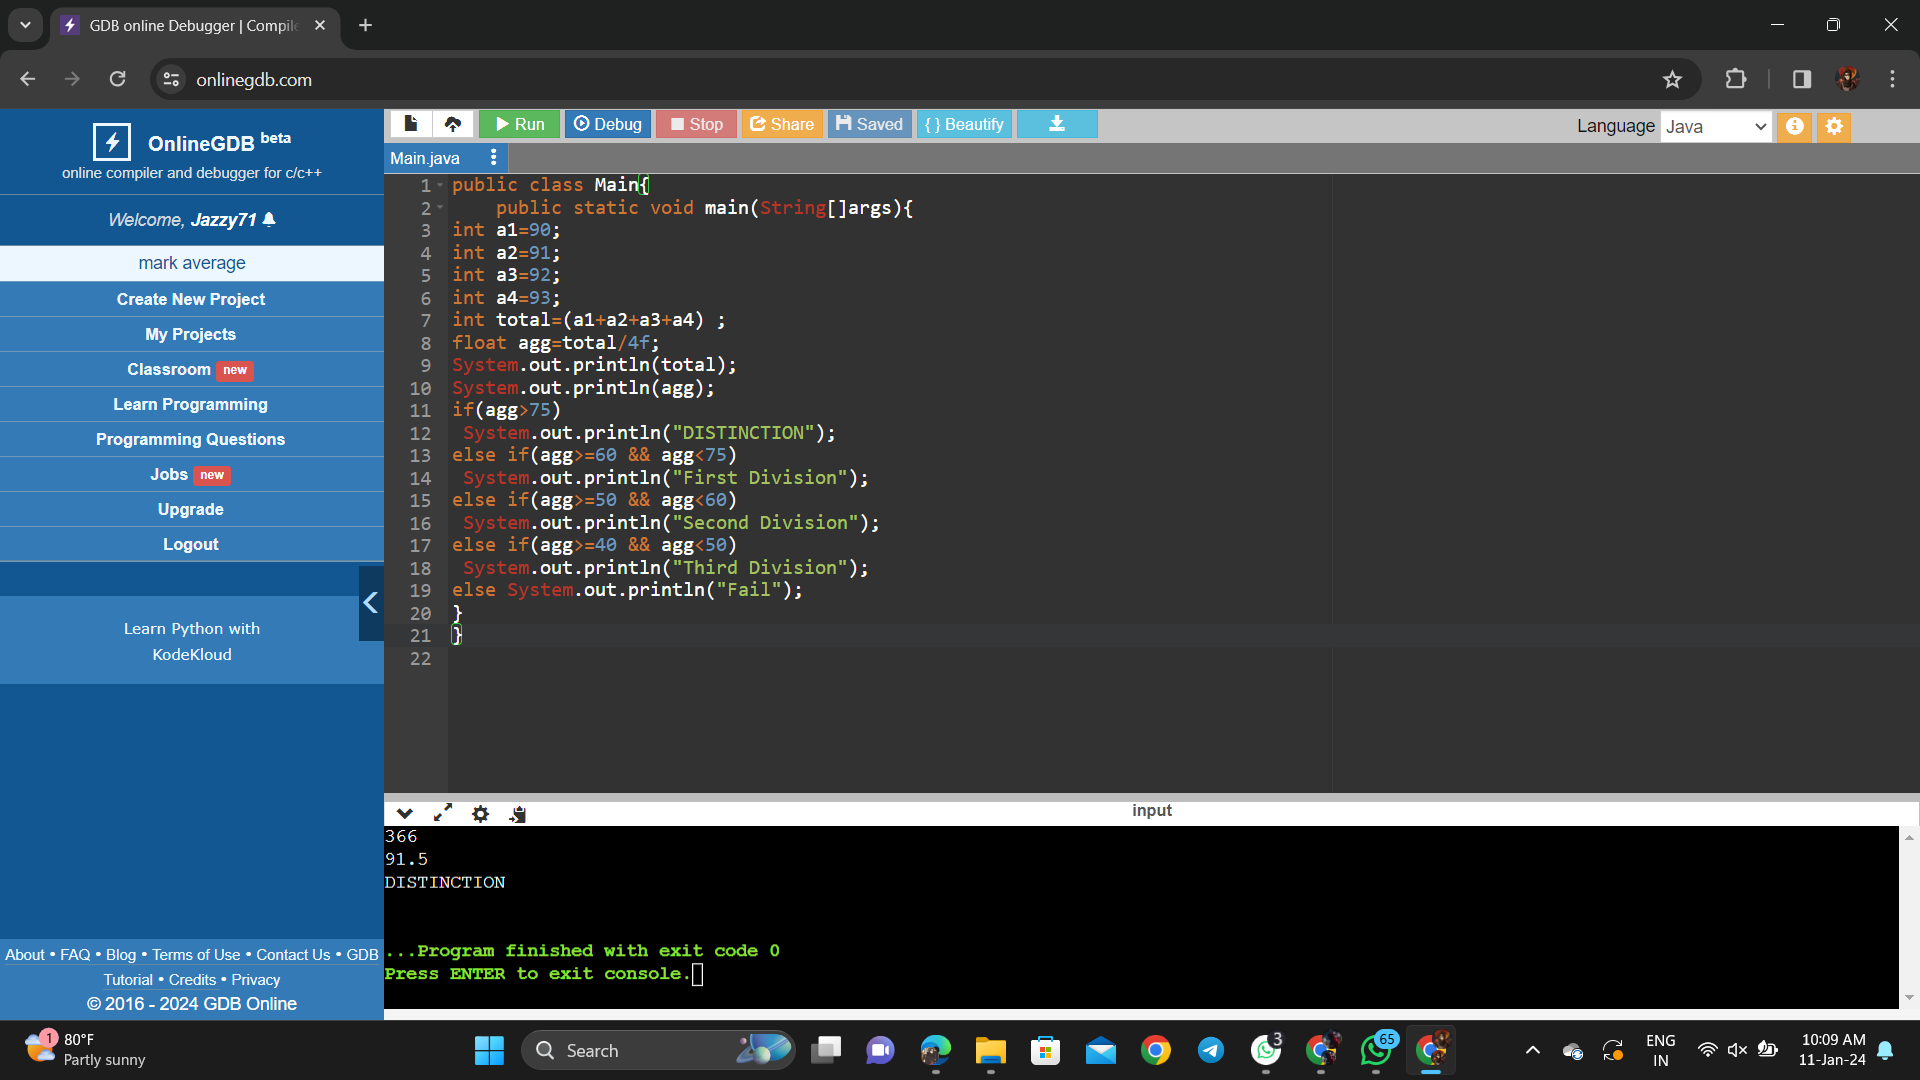 GDB online Debugger | Compile
onlinegdb.com
OnlineGDB beta
online compiler and debugger for c/c++
Welcome, Jazzy71
mark average
Create New Project
My Projects
Classroom new
Learn Programming
Programming Questions
Jobs new
Upgrade
Logout
Learn Python with
KodeKloud
About • FAQ • Blog • Terms of Use • Contact Us • GDB
Tutorial • Credits • Privacy
© 2016 - 2024 GDB Online
Run Debug Stop Share Saved { } Beautify
Language Java
Main.java
1 public class Main{
2     public static void main(String[]args){
3 int a1=90;
4 int a2=91;
5 int a3=92;
6 int a4=93;
7 int total=(a1+a2+a3+a4) ;
8 float agg=total/4f;
9 System.out.println(total);
10 System.out.println(agg);
11 if(agg>75)
12  System.out.println("DISTINCTION");
13 else if(agg>=60 && agg<75)
14  System.out.println("First Division");
15 else if(agg>=50 && agg<60)
16  System.out.println("Second Division");
17 else if(agg>=40 && agg<50)
18  System.out.println("Third Division");
19 else System.out.println("Fail");
20 }
21 }
22
input
366
91.5
DISTINCTION
...Program finished with exit code 0
Press ENTER to exit console.
1
80°F
Partly sunny
Search
3
65
ENG
IN
10:09 AM
11-Jan-24